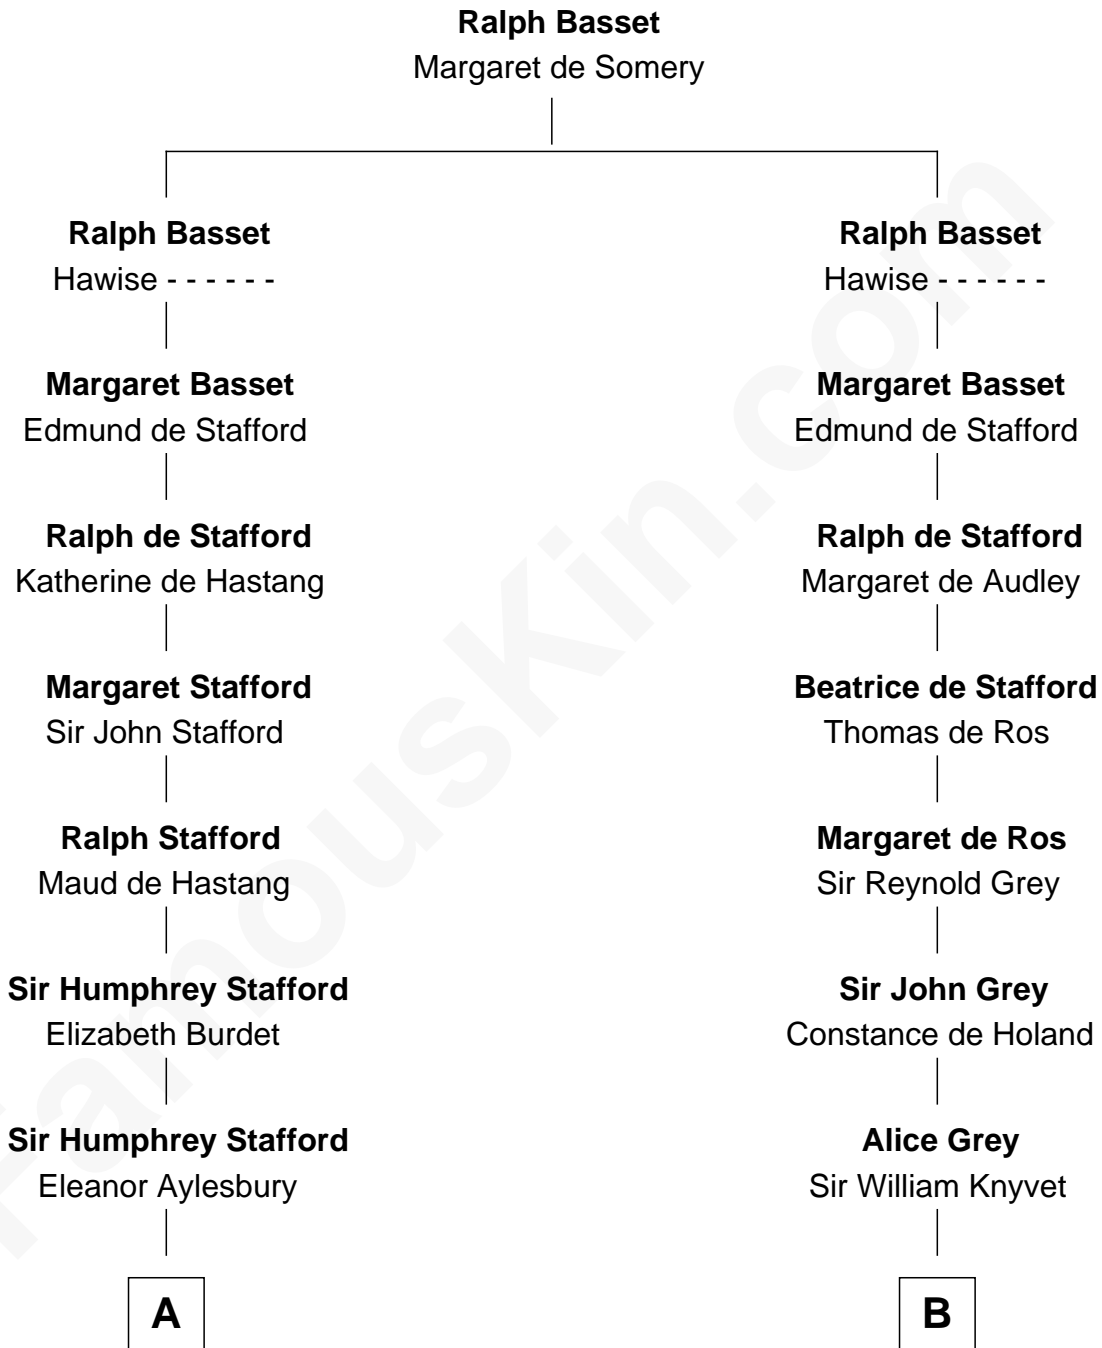 Ralph Basset
Margaret de Somery
Ralph Basset
Hawise - - - - - -
Margaret Basset
Edmund de Stafford
Ralph de Stafford
Katherine de Hastang
Margaret Stafford
Sir John Stafford
Ralph Stafford
Maud de Hastang
Sir Humphrey Stafford
Elizabeth Burdet
Sir Humphrey Stafford
Eleanor Aylesbury
A
Ralph Basset
Hawise - - - - - -
Margaret Basset
Edmund de Stafford
Ralph de Stafford
Margaret de Audley
Beatrice de Stafford
Thomas de Ros
Margaret de Ros
Sir Reynold Grey
Sir John Grey
Constance de Holand
Alice Grey
Sir William Knyvet
B
FamousKin.com